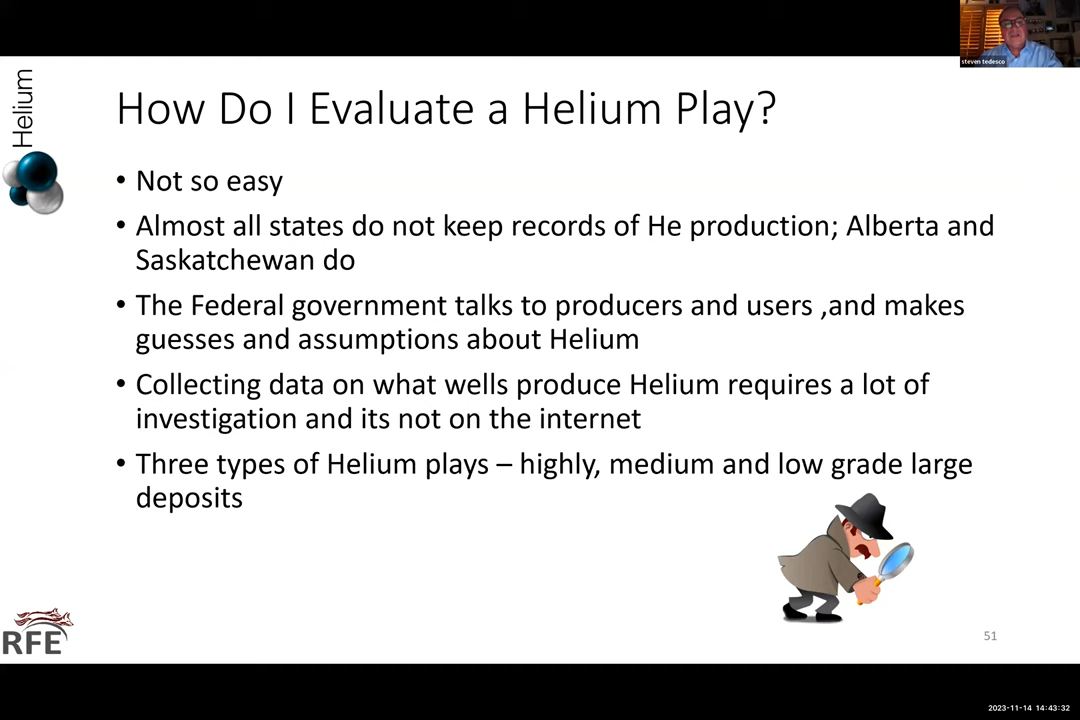 steven tedesco
Helium
How Do I Evaluate a Helium Play?
• Not so easy
• Almost all states do not keep records of He production; Alberta and
Saskatchewan do
• The Federal government talks to producers and users ,and makes
guesses and assumptions about Helium
• Collecting data on what wells produce Helium requires a lot of
investigation and its not on the internet
• Three types of Helium plays – highly, medium and low grade large
deposits
RFE
51
2023-11-14 14:43:32